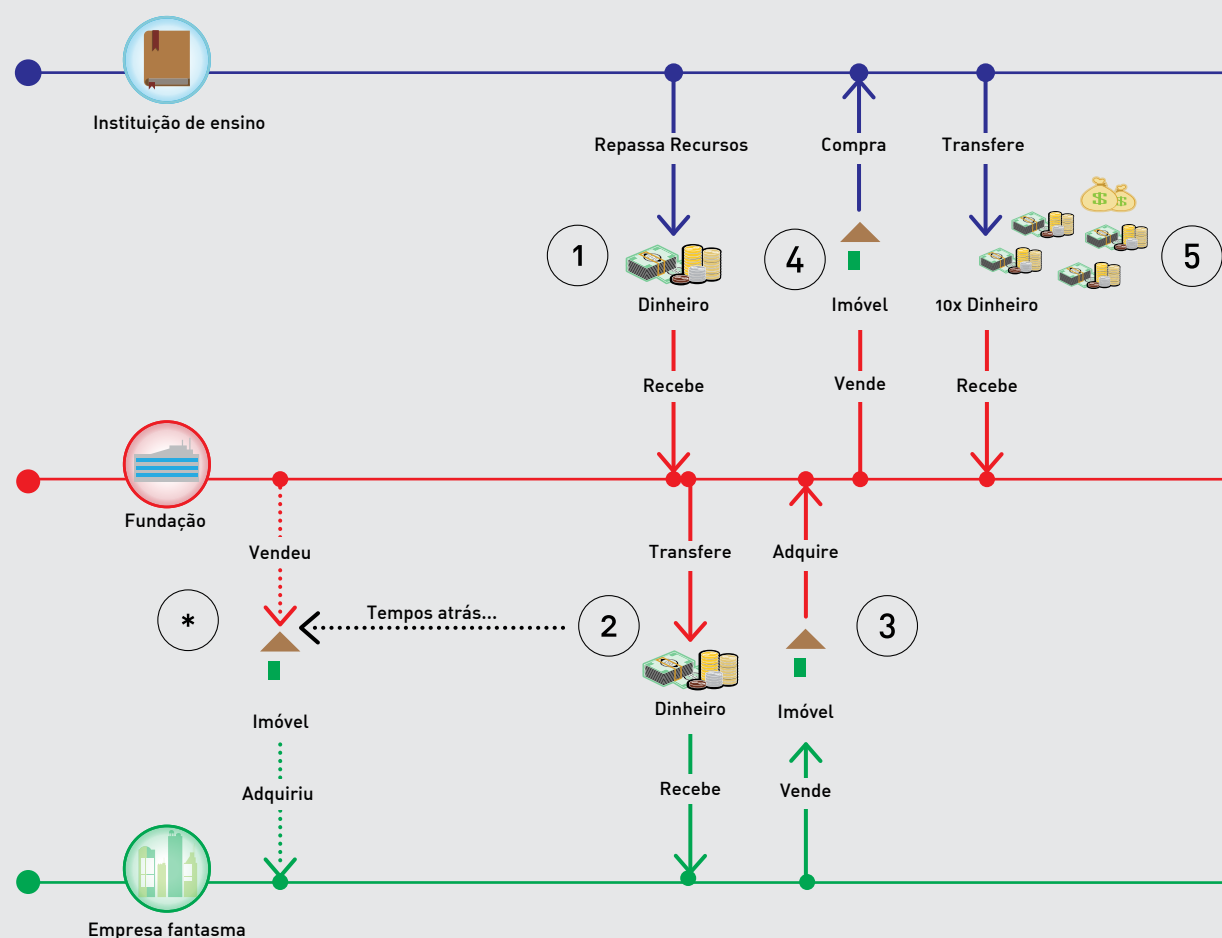 Instituição de ensino
Repassa Recursos
Compra
Transfere
$ $
1
4
5
Dinheiro
Imóvel
10x Dinheiro
Recebe
Vende
Recebe
Fundação
Vendeu
Transfere
Adquire
*
Tempos atrás...
2
3
Imóvel
Dinheiro
Imóvel
Adquiriu
Recebe
Vende
Empresa fantasma